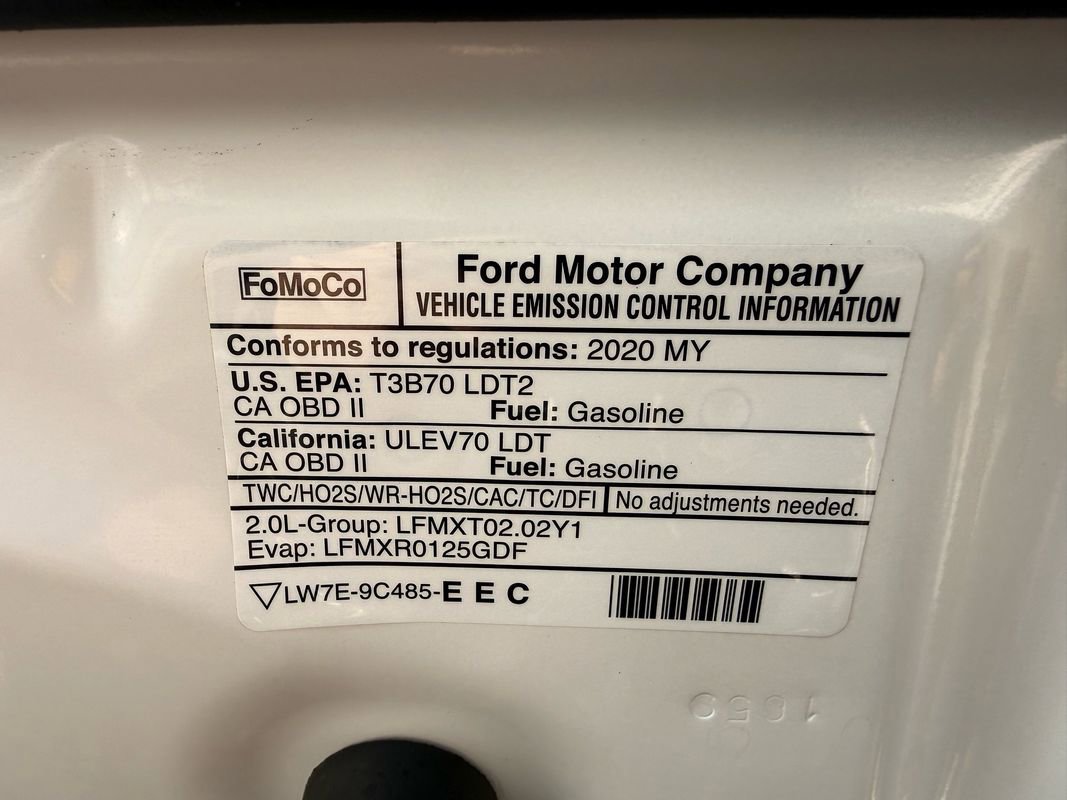 FoMoCo
Ford Motor Company
VEHICLE EMISSION CONTROL INFORMATION
Conforms to regulations: 2020 MY
U.S. EPA: T3B70 LDT2
CA OBD II Fuel: Gasoline
California: ULEV70 LDT
CA OBD II Fuel: Gasoline
TWC/HO2S/WR-HO2S/CAC/TC/DFI No adjustments needed.
2.0L-Group: LFMXT02.02Y1
Evap: LFMXR0125GDF
LW7E-9C485-E E C